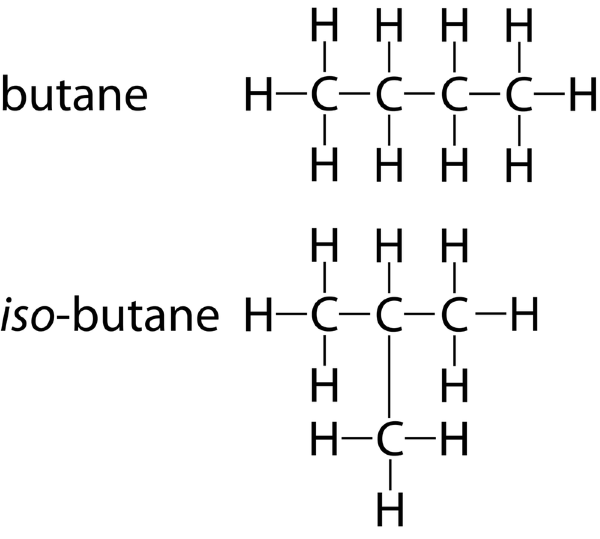 H H H H
butane H—C—C—C—C—H
H H H H
H H H
iso-butane H—C—C—C—H
H H
H—C—H
H